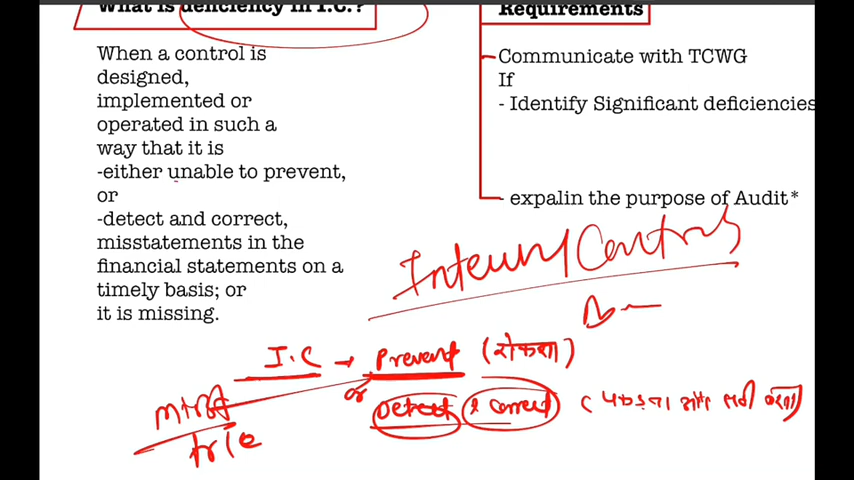 What is deficiency in I.C.?
When a control is
designed,
implemented or
operated in such a
way that it is
-either unable to prevent,
or
-detect and correct,
misstatements in the
financial statements on a
timely basis; or
it is missing.
Requirements
Communicate with TCWG
If
- Identify Significant deficiencies
- expalin the purpose of Audit*
Internal Controls
I.C → Prevent (रोकना)
or
Detect & Correct (पकड़ना और सही करना)